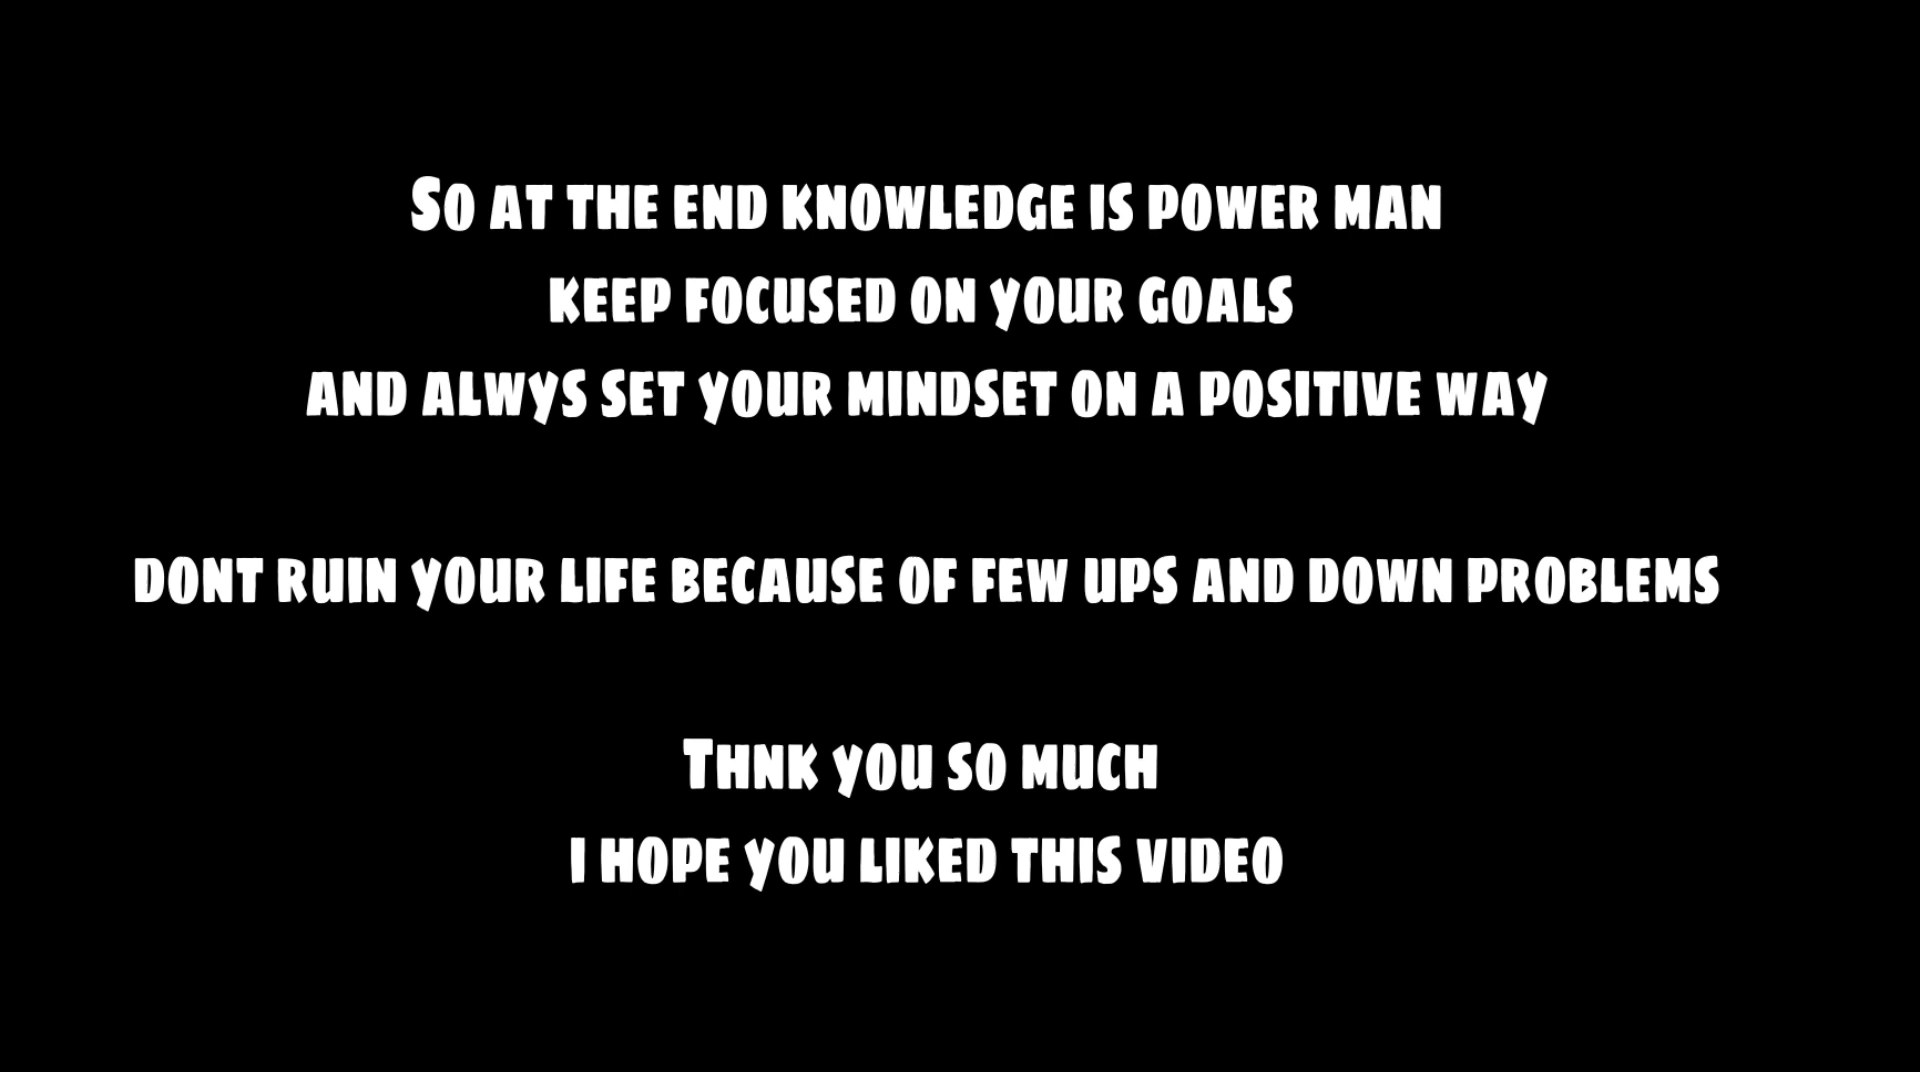 So at the end knowledge is power man
keep focused on your goals
and alwys set your mindset on a positive way
dont ruin your life because of few ups and down problems
Thnk you so much
i hope you liked this video